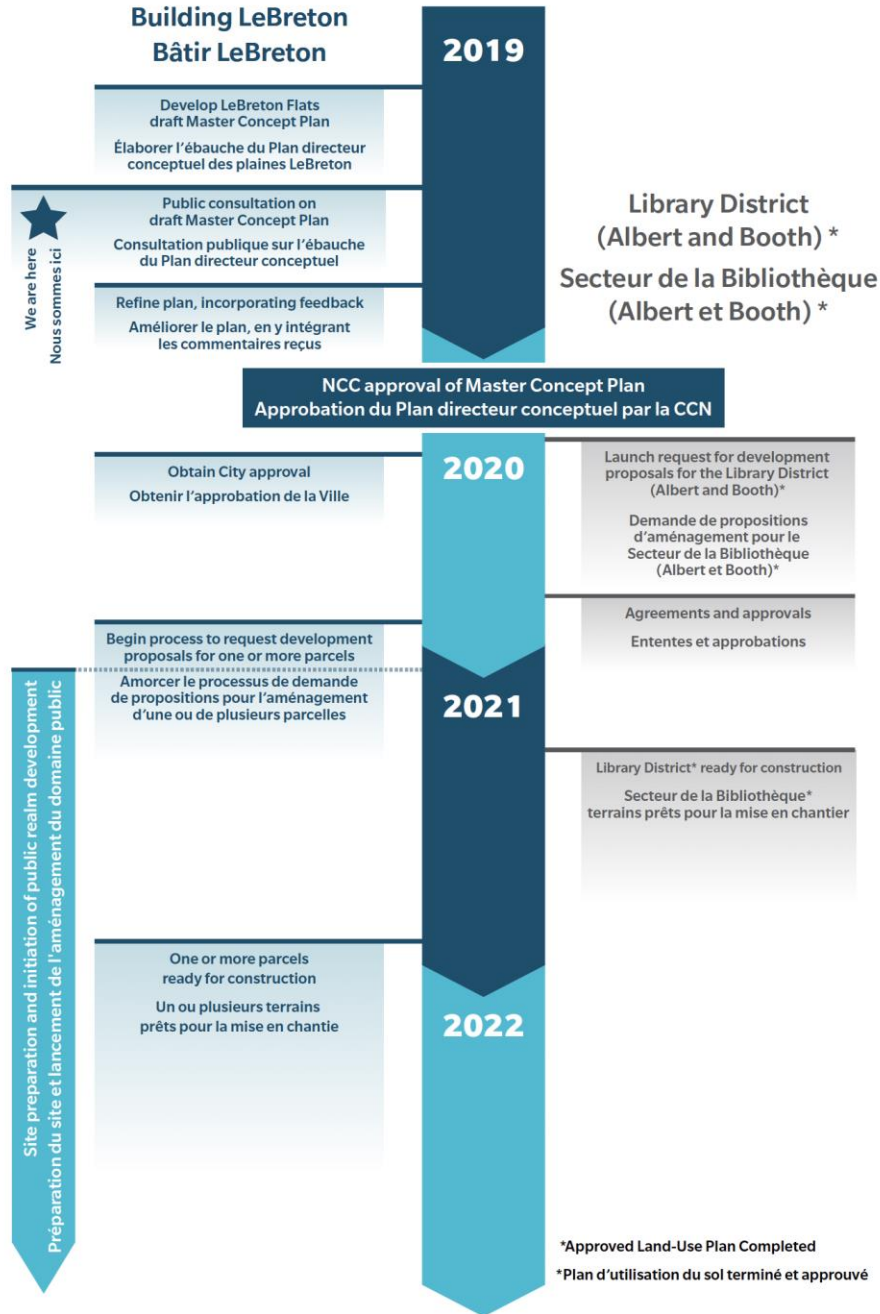 Building LeBreton
Bâtir LeBreton
2019
Develop LeBreton Flats
draft Master Concept Plan
Élaborer l'ébauche du Plan directeur
conceptuel des plaines LeBreton
We are here
Nous sommes ici
Public consultation on
draft Master Concept Plan
Consultation publique sur l'ébauche
du Plan directeur conceptuel
Refine plan, incorporating feedback
Améliorer le plan, en y intégrant
les commentaires reçus
Library District
(Albert and Booth) *
Secteur de la Bibliothèque
(Albert et Booth) *
NCC approval of Master Concept Plan
Approbation du Plan directeur conceptuel par la CCN
2020
Obtain City approval
Obtenir l'approbation de la Ville
Launch request for development
proposals for the Library District
(Albert and Booth)*
Demande de propositions
d'aménagement pour le
Secteur de la Bibliothèque
(Albert et Booth)*
Agreements and approvals
Ententes et approbations
Begin process to request development
proposals for one or more parcels
Amorcer le processus de demande
de propositions pour l'aménagement
d'une ou de plusieurs parcelles
2021
Library District* ready for construction
Secteur de la Bibliothèque*
terrains prêts pour la mise en chantier
Site preparation and initiation of public realm development
Préparation du site et lancement de l'aménagement du domaine public
One or more parcels
ready for construction
Un ou plusieurs terrains
prêts pour la mise en chantie
2022
*Approved Land-Use Plan Completed
*Plan d'utilisation du sol terminé et approuvé